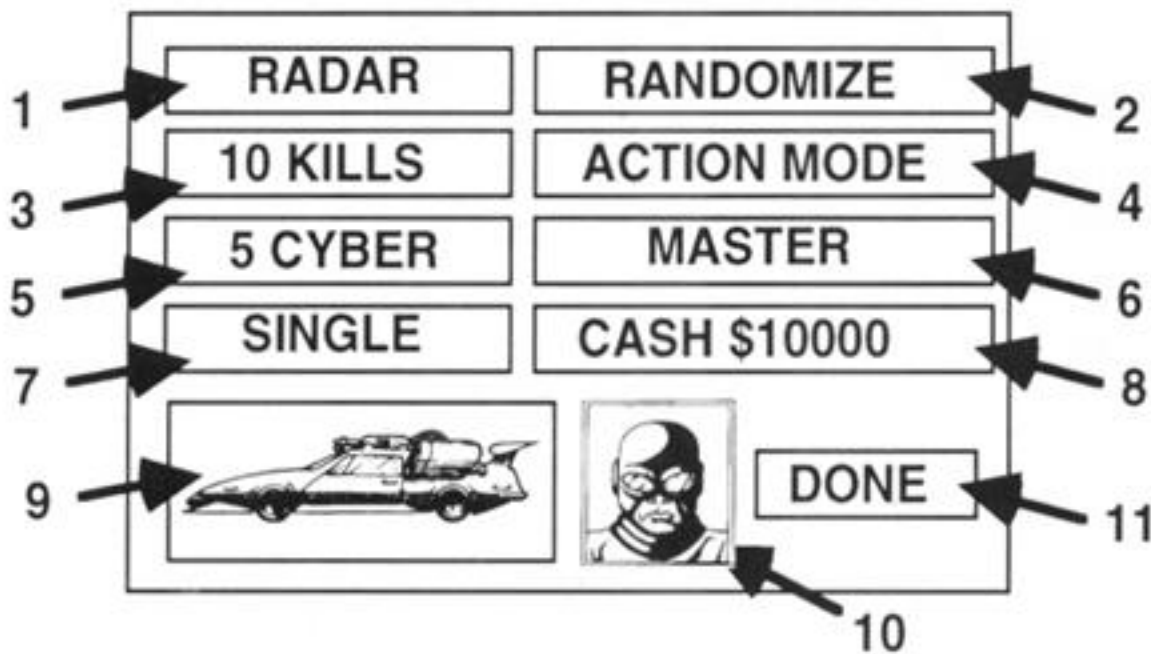 1 RADAR RANDOMIZE 2
3 10 KILLS ACTION MODE 4
5 5 CYBER MASTER 6
7 SINGLE CASH $10000 8
9 DONE 11
10